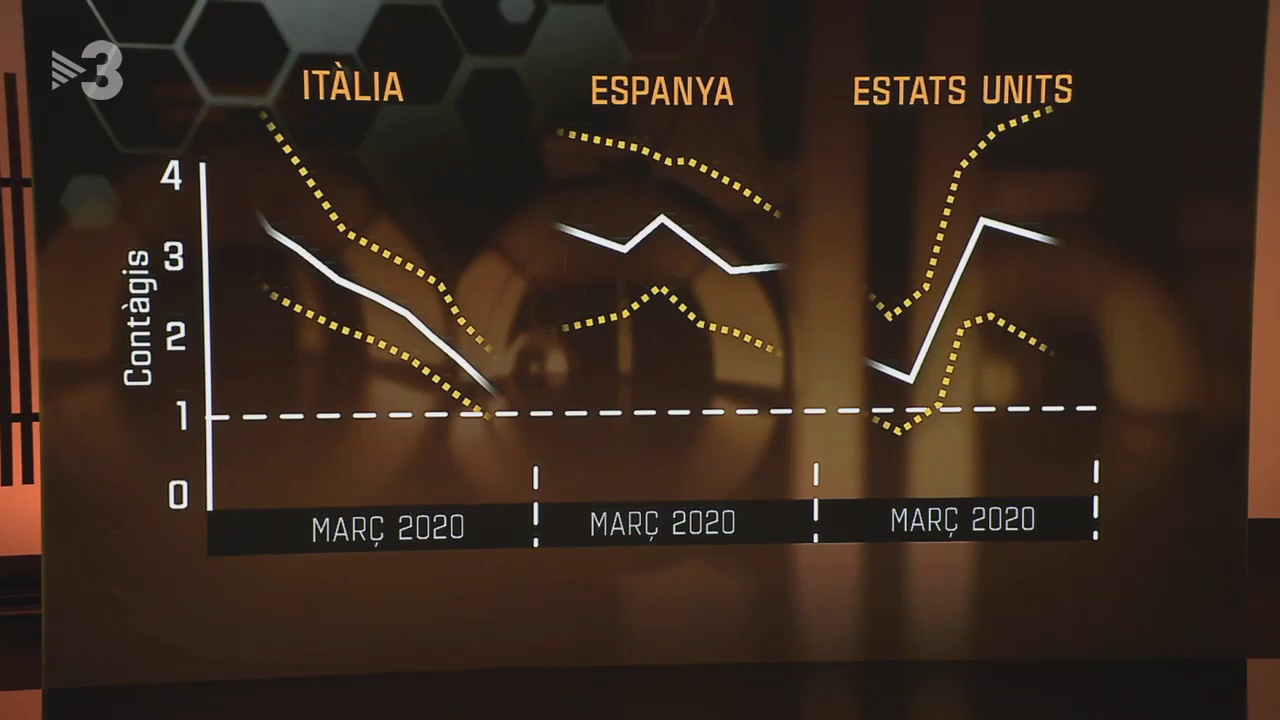 3
ITÀLIA
ESPANYA
ESTATS UNITS
4
3
2
1
0
Contàgis
MARÇ 2020
MARÇ 2020
MARÇ 2020